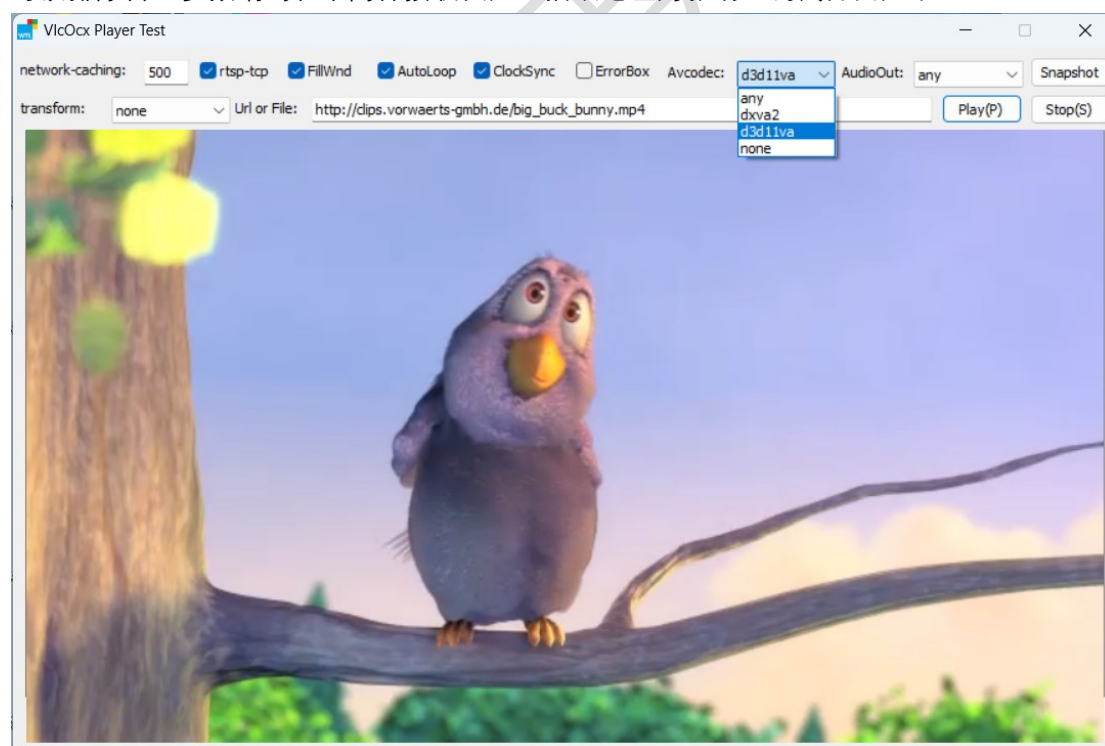 VlcOcx Player Test
network-caching: 500 rtsp-tcp FillWnd AutoLoop ClockSync ErrorBox Avcodec: d3d11va AudioOut: any Snapshot
transform: none Url or File: http://clips.vorwaerts-gmbh.de/big_buck_bunny.mp4 Play(P) Stop(S)
any
dxva2
d3d11va
none